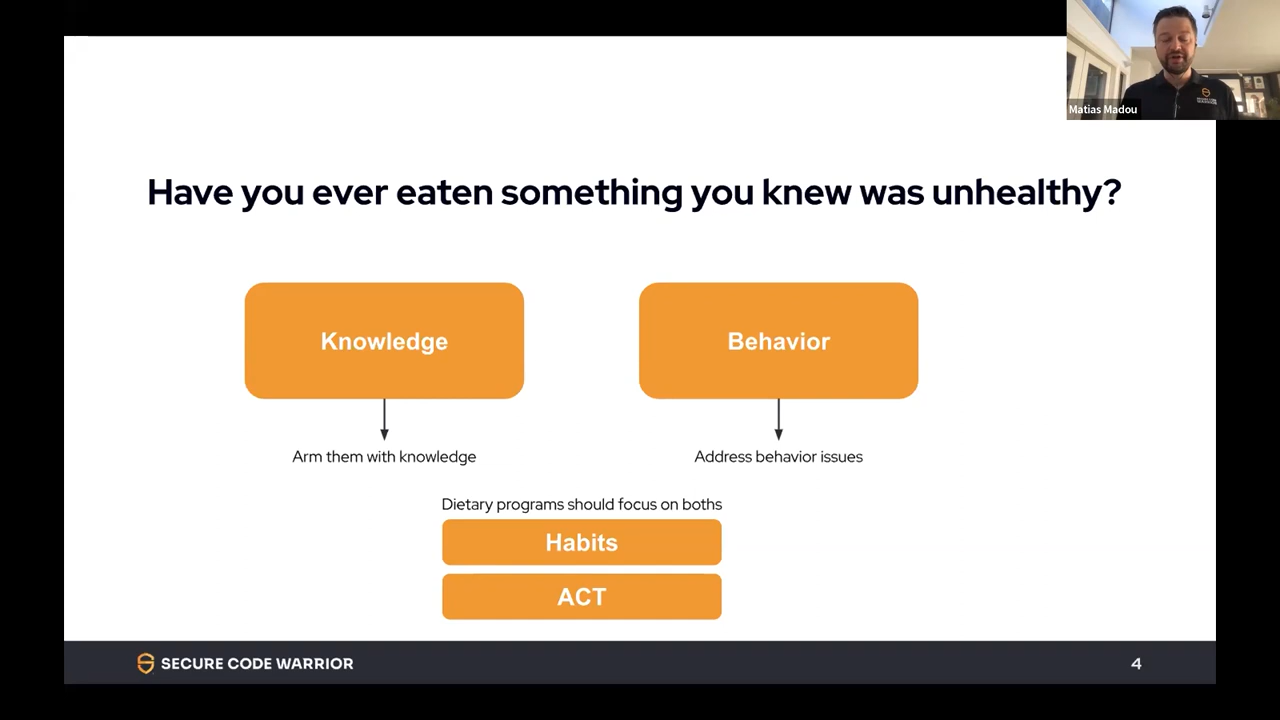 Matias Madou
Have you ever eaten something you knew was unhealthy?
Knowledge
Behavior
Arm them with knowledge
Address behavior issues
Dietary programs should focus on boths
Habits
ACT
SECURE CODE WARRIOR
4